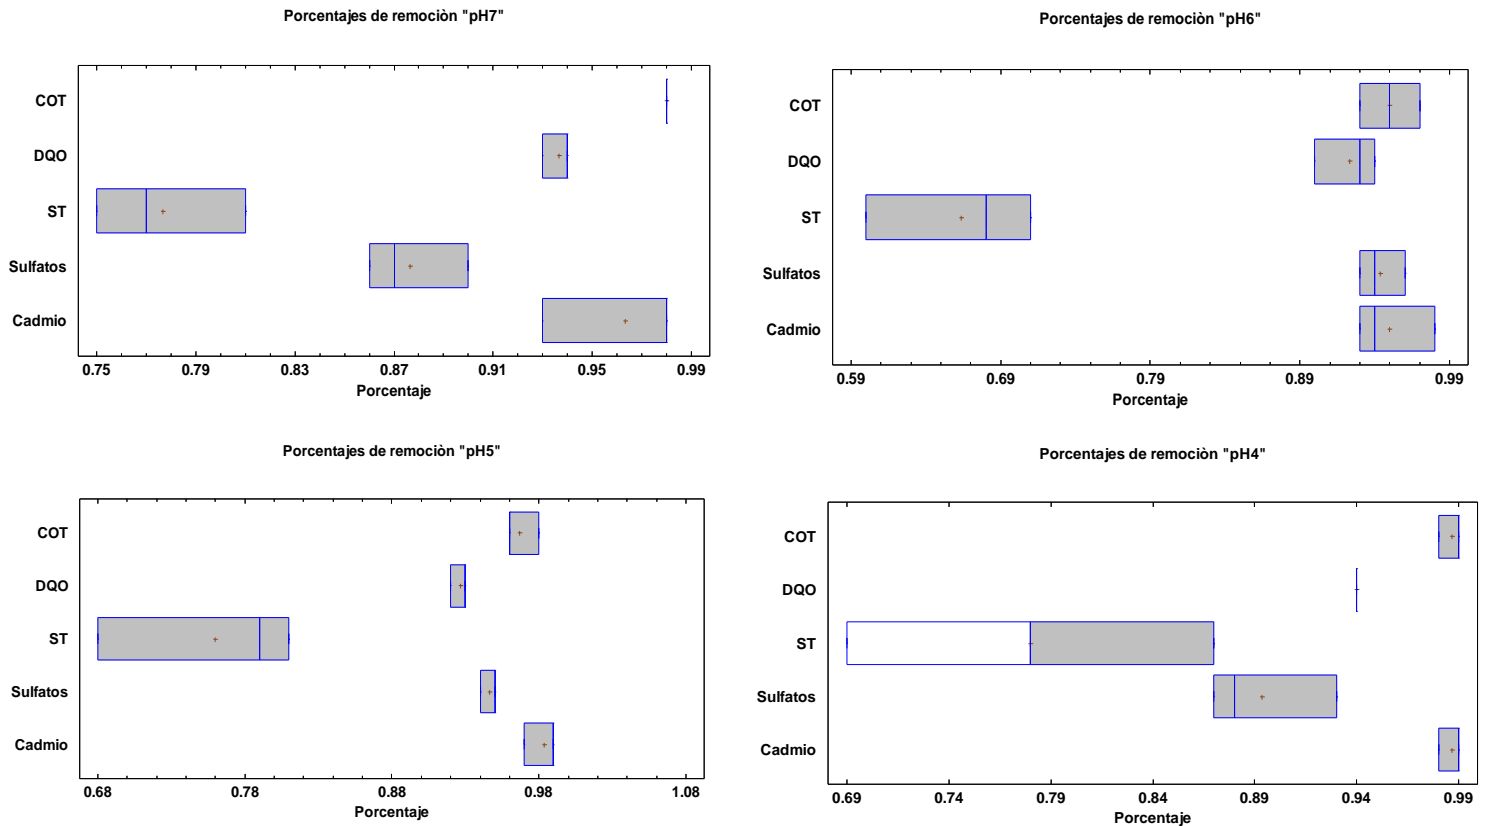 Porcentajes de remociòn "pH7"
COT
DQO
ST
Sulfatos
Cadmio
0.75 0.79 0.83 0.87 0.91 0.95 0.99
Porcentaje
Porcentajes de remociòn "pH6"
COT
DQO
ST
Sulfatos
Cadmio
0.59 0.69 0.79 0.89 0.99
Porcentaje
Porcentajes de remociòn "pH5"
COT
DQO
ST
Sulfatos
Cadmio
0.68 0.78 0.88 0.98 1.08
Porcentaje
Porcentajes de remociòn "pH4"
COT
DQO
ST
Sulfatos
Cadmio
0.69 0.74 0.79 0.84 0.89 0.94 0.99
Porcentaje